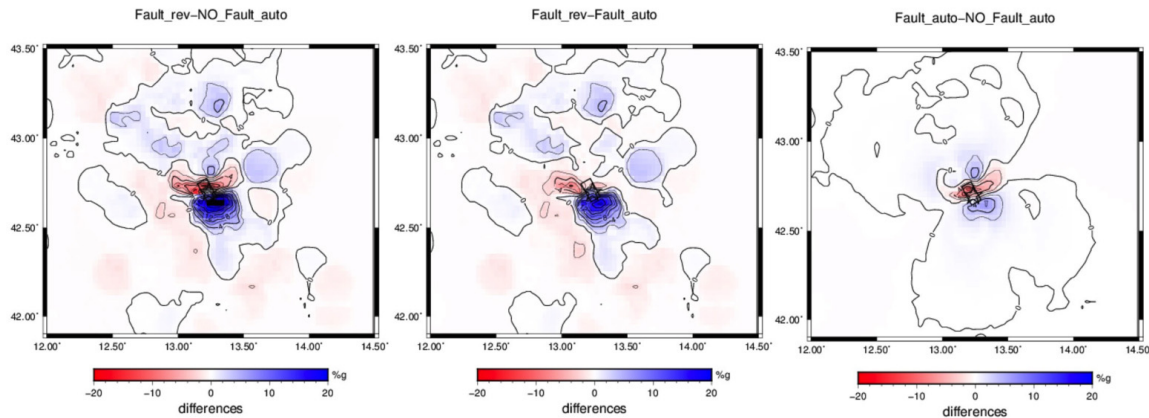 Fault_rev-NO_Fault_auto
43.50°
43.00°
42.50°
42.00°
12.00° 12.50° 13.00° 13.50° 14.00° 14.50°
%g
-20 -10 0 10 20
differences
Fault_rev-Fault_auto
43.50°
43.00°
42.50°
42.00°
12.00° 12.50° 13.00° 13.50° 14.00° 14.50°
%g
-20 -10 0 10 20
differences
Fault_auto-NO_Fault_auto
43.50°
43.00°
42.50°
42.00°
12.00° 12.50° 13.00° 13.50° 14.00° 14.50°
%g
-20 -10 0 10 20
differences